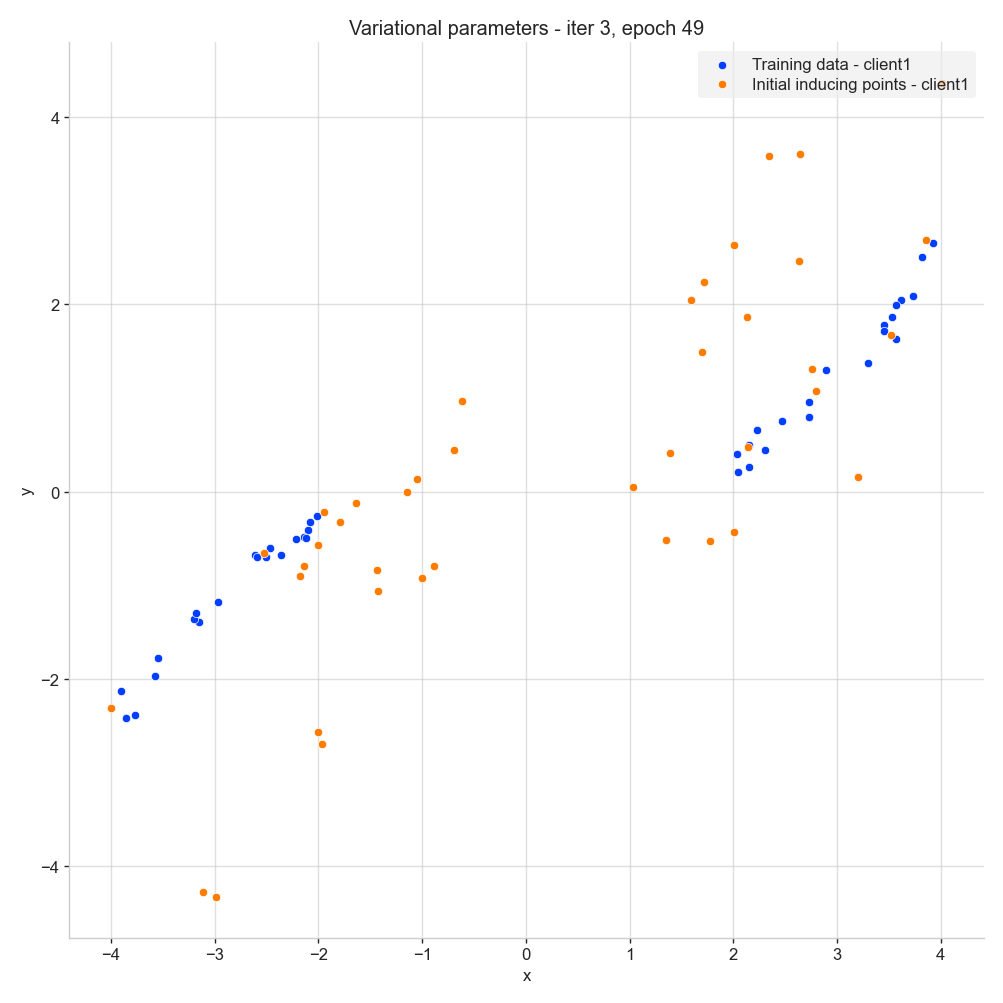 Variational parameters - iter 3, epoch 49
Training data - client1
Initial inducing points - client1
4
2
0
−2
−4
y
−4 −3 −2 −1 0 1 2 3 4
x